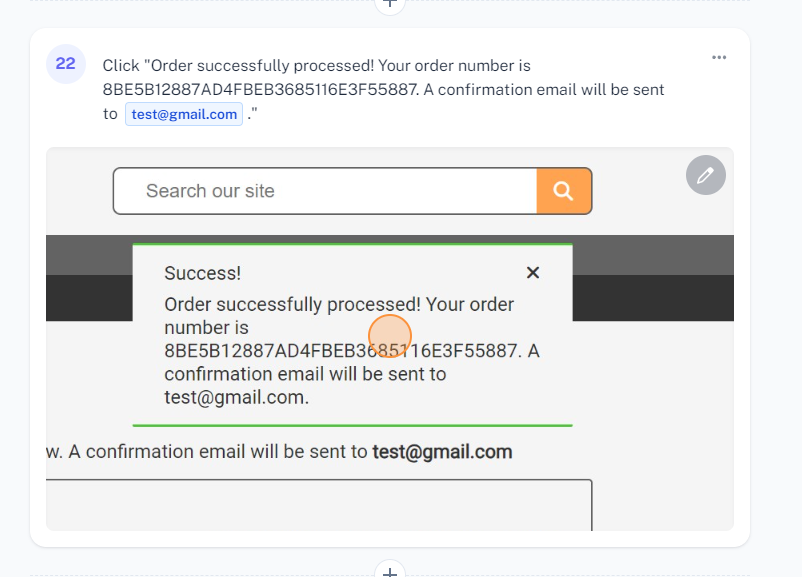 22
Click "Order successfully processed! Your order number is
8BE5B12887AD4FBEB3685116E3F55887. A confirmation email will be sent
to test@gmail.com ."
Search our site
Success!
Order successfully processed! Your order
number is
8BE5B12887AD4FBEB3685116E3F55887. A
confirmation email will be sent to
test@gmail.com.
w. A confirmation email will be sent to test@gmail.com